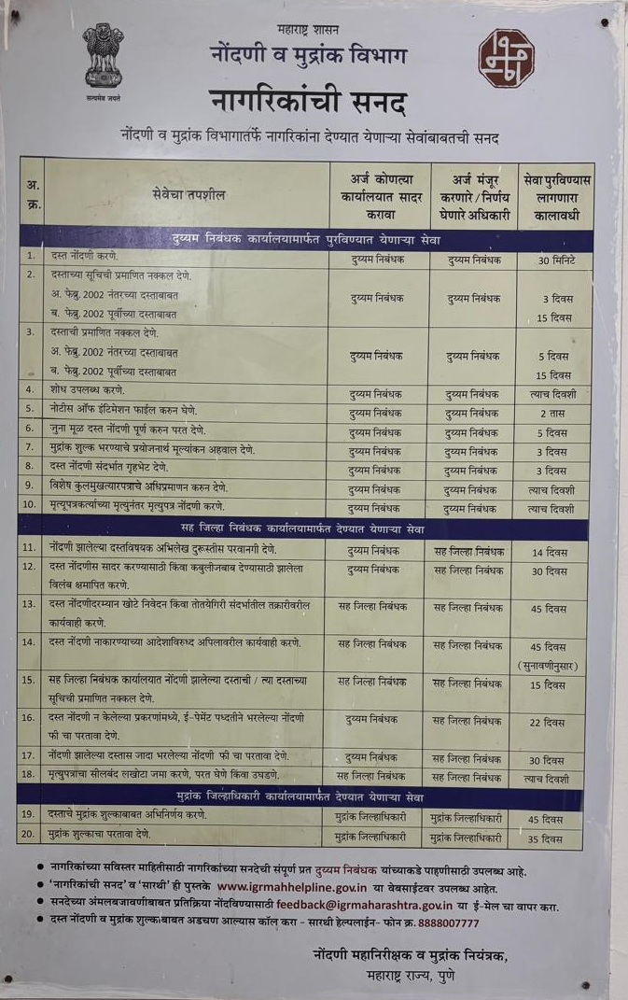 महाराष्ट्र शासन
नोंदणी व मुद्रांक विभाग
सत्यमेव जयते
नागरिकांची सनद
नोंदणी व मुद्रांक विभागातर्फे नागरिकांना देण्यात येणाऱ्या सेवांबाबतची सनद
अ. क्र. सेवेचा तपशील अर्ज कोणत्या कार्यालयात सादर करावा अर्ज मंजूर करणारे/निर्णय घेणारे अधिकारी सेवा पुरविण्यास लागणारा कालावधी
दुय्यम निबंधक कार्यालयामार्फत पुरविण्यात येणाऱ्या सेवा
1. दस्त नोंदणी करणे. दुय्यम निबंधक दुय्यम निबंधक 30 मिनिटे
2. दस्ताच्या सूचिची प्रमाणित नक्कल देणे.
अ. फेब्रु. 2002 नंतरच्या दस्ताबाबत दुय्यम निबंधक दुय्यम निबंधक 3 दिवस
ब. फेब्रु. 2002 पूर्वीच्या दस्ताबाबत 15 दिवस
3. दस्ताची प्रमाणित नक्कल देणे.
अ. फेब्रु. 2002 नंतरच्या दस्ताबाबत दुय्यम निबंधक दुय्यम निबंधक 5 दिवस
ब. फेब्रु. 2002 पूर्वीच्या दस्ताबाबत 15 दिवस
4. शोध उपलब्ध करणे. दुय्यम निबंधक दुय्यम निबंधक त्याच दिवशी
5. नोटीस ऑफ इंटिमेशन फाईल करुन घेणे. दुय्यम निबंधक दुय्यम निबंधक 2 तास
6. जुना मूळ दस्त नोंदणी पूर्ण करुन परत देणे. दुय्यम निबंधक दुय्यम निबंधक 5 दिवस
7. मुद्रांक शुल्क भरण्याचे प्रयोजनार्थ मूल्यांकन अहवाल देणे. दुय्यम निबंधक दुय्यम निबंधक 3 दिवस
8. दस्त नोंदणी संदर्भात गृहभेट देणे. दुय्यम निबंधक दुय्यम निबंधक 3 दिवस
9. विशेष कुलमुखत्यारपत्राचे अधिप्रमाणन करुन देणे. दुय्यम निबंधक दुय्यम निबंधक त्याच दिवशी
10. मृत्यूपत्रकर्त्याच्या मृत्युनंतर मृत्युपत्र नोंदणी करणे. दुय्यम निबंधक दुय्यम निबंधक त्याच दिवशी
सह जिल्हा निबंधक कार्यालयामार्फत देण्यात येणाऱ्या सेवा
11. नोंदणी झालेल्या दस्तविषयक अभिलेख दुरूस्तीस परवानगी देणे. दुय्यम निबंधक सह जिल्हा निबंधक 14 दिवस
12. दस्त नोंदणीस सादर करण्यासाठी किंवा कबुलीजबाब देण्यासाठी झालेला दुय्यम निबंधक सह जिल्हा निबंधक 30 दिवस
विलंब क्षमापित करणे.
13. दस्त नोंदणीदरम्यान खोटे निवेदन किंवा तोतयेगिरी संदर्भातील तक्रारीवरील सह जिल्हा निबंधक सह जिल्हा निबंधक 45 दिवस
कार्यवाही करणे.
14. दस्त नोंदणी नाकारण्याच्या आदेशाविरुध्द अपिलावरील कार्यवाही करणे. सह जिल्हा निबंधक सह जिल्हा निबंधक 45 दिवस
(सुनावणीनुसार)
15. सह जिल्हा निबंधक कार्यालयात नोंदणी झालेल्या दस्ताची / त्या दस्ताच्या सह जिल्हा निबंधक सह जिल्हा निबंधक 15 दिवस
सूचिची प्रमाणित नक्कल देणे.
16. दस्त नोंदणी न केलेल्या प्रकरणांमध्ये, ई-पेमेंट पध्दतीने भरलेल्या नोंदणी दुय्यम निबंधक सह जिल्हा निबंधक 22 दिवस
फी चा परतावा देणे.
17. नोंदणी झालेल्या दस्तास जादा भरलेल्या नोंदणी फी चा परतावा देणे. दुय्यम निबंधक सह जिल्हा निबंधक 30 दिवस
18. मृत्युपत्रांचा सीलबंद लखोटा जमा करणे, परत घेणे किंवा उघडणे. सह जिल्हा निबंधक सह जिल्हा निबंधक त्याच दिवशी
मुद्रांक जिल्हाधिकारी कार्यालयामार्फत देण्यात येणाऱ्या सेवा
19. दस्ताचे मुद्रांक शुल्काबाबत अभिनिर्णय करणे. मुद्रांक जिल्हाधिकारी मुद्रांक जिल्हाधिकारी 45 दिवस
20. मुद्रांक शुल्काचा परतावा देणे. मुद्रांक जिल्हाधिकारी मुद्रांक जिल्हाधिकारी 35 दिवस
• नागरिकांच्या सविस्तर माहितीसाठी नागरिकांच्या सनदेची संपूर्ण प्रत दुय्यम निबंधक यांच्याकडे पाहणीसाठी उपलब्ध आहे.
• 'नागरिकांची सनद' व 'सारथी' ही पुस्तके www.igrmahhelpline.gov.in या वेबसाईटवर उपलब्ध आहेत.
• सनदेच्या अंमलबजावणीबाबत प्रतिक्रिया नोंदविण्यासाठी feedback@igrmaharashtra.gov.in या ई-मेल चा वापर करा.
• दस्त नोंदणी व मुद्रांक शुल्काबाबत अडचण आल्यास कॉल करा - सारथी हेल्पलाईन- फोन क्र. 8888007777
नोंदणी महानिरीक्षक व मुद्रांक नियंत्रक,
महाराष्ट्र राज्य, पुणे